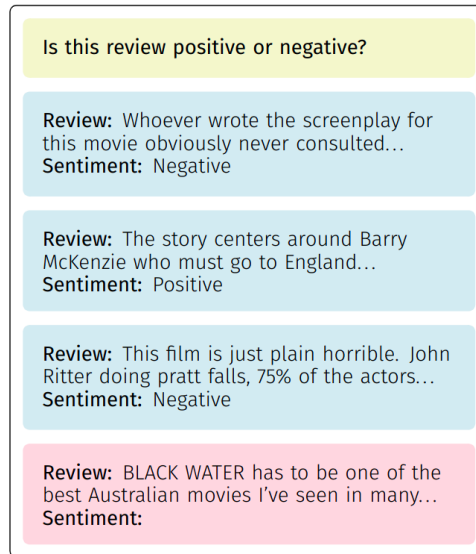 Is this review positive or negative?
Review: Whoever wrote the screenplay for
this movie obviously never consulted...
Sentiment: Negative
Review: The story centers around Barry
McKenzie who must go to England...
Sentiment: Positive
Review: This film is just plain horrible. John
Ritter doing pratt falls, 75% of the actors...
Sentiment: Negative
Review: BLACK WATER has to be one of the
best Australian movies I've seen in many...
Sentiment: